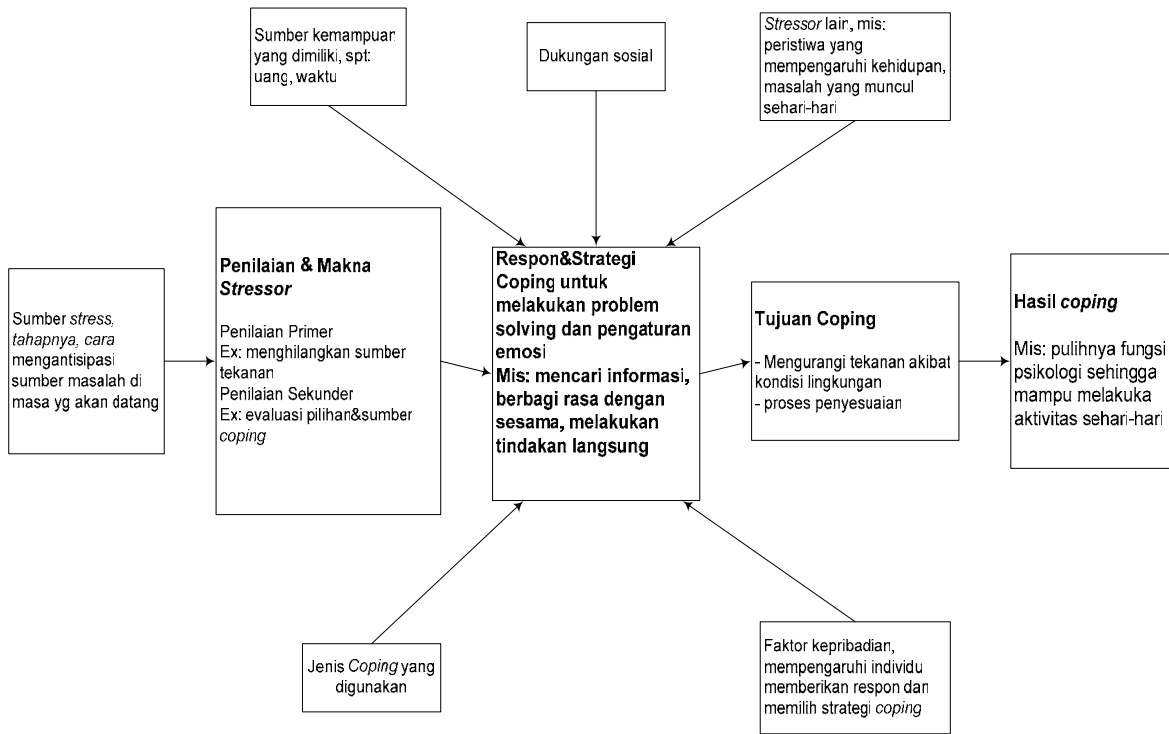 Sumber kemampuan
yang dimiliki, spt:
uang, waktu
Dukungan sosial
Stressor lain, mis:
peristiwa yang
mempengaruhi kehidupan,
masalah yang muncul
sehari-hari
Sumber stress,
tahapnya, cara
mengantisipasi
sumber masalah di
masa yg akan datang
Penilaian & Makna
Stressor
Penilaian Primer
Ex: menghilangkan sumber
tekanan
Penilaian Sekunder
Ex: evaluasi pilihan&sumber
coping
Respon&Strategi
Coping untuk
melakukan problem
solving dan pengaturan
emosi
Mis: mencari informasi,
berbagi rasa dengan
sesama, melakukan
tindakan langsung
Tujuan Coping
- Mengurangi tekanan akibat
kondisi lingkungan
- proses penyesuaian
Hasil coping
Mis: pulihnya fungsi
psikologi sehingga
mampu melakuka
aktivitas sehari-hari
Jenis Coping yang
digunakan
Faktor kepribadian,
mempengaruhi individu
memberikan respon dan
memilih strategi coping